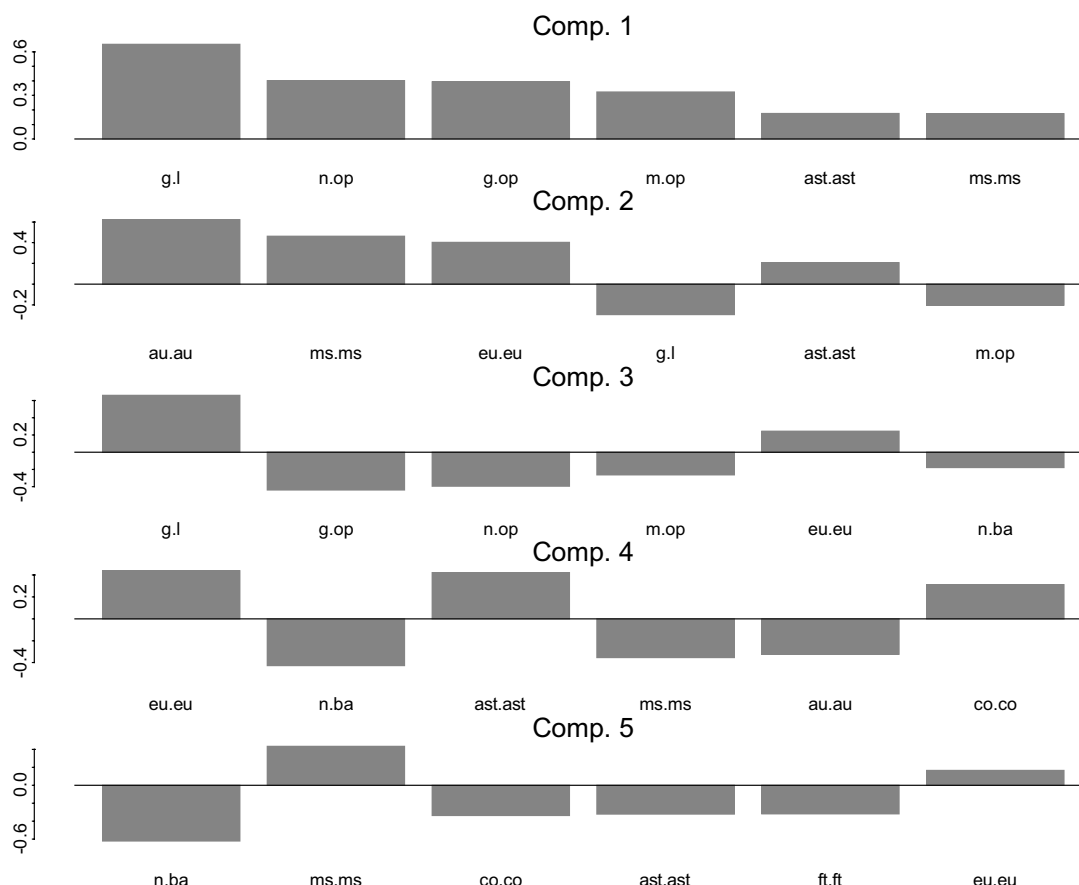 Comp. 1
0.0 0.3 0.6
g.l n.op g.op m.op ast.ast ms.ms
Comp. 2
-0.2 0.4
au.au ms.ms eu.eu g.l ast.ast m.op
Comp. 3
-0.4 0.2
g.l g.op n.op m.op eu.eu n.ba
Comp. 4
-0.4 0.2
eu.eu n.ba ast.ast ms.ms au.au co.co
Comp. 5
-0.6 0.0
n.ba ms.ms co.co ast.ast ft.ft eu.eu